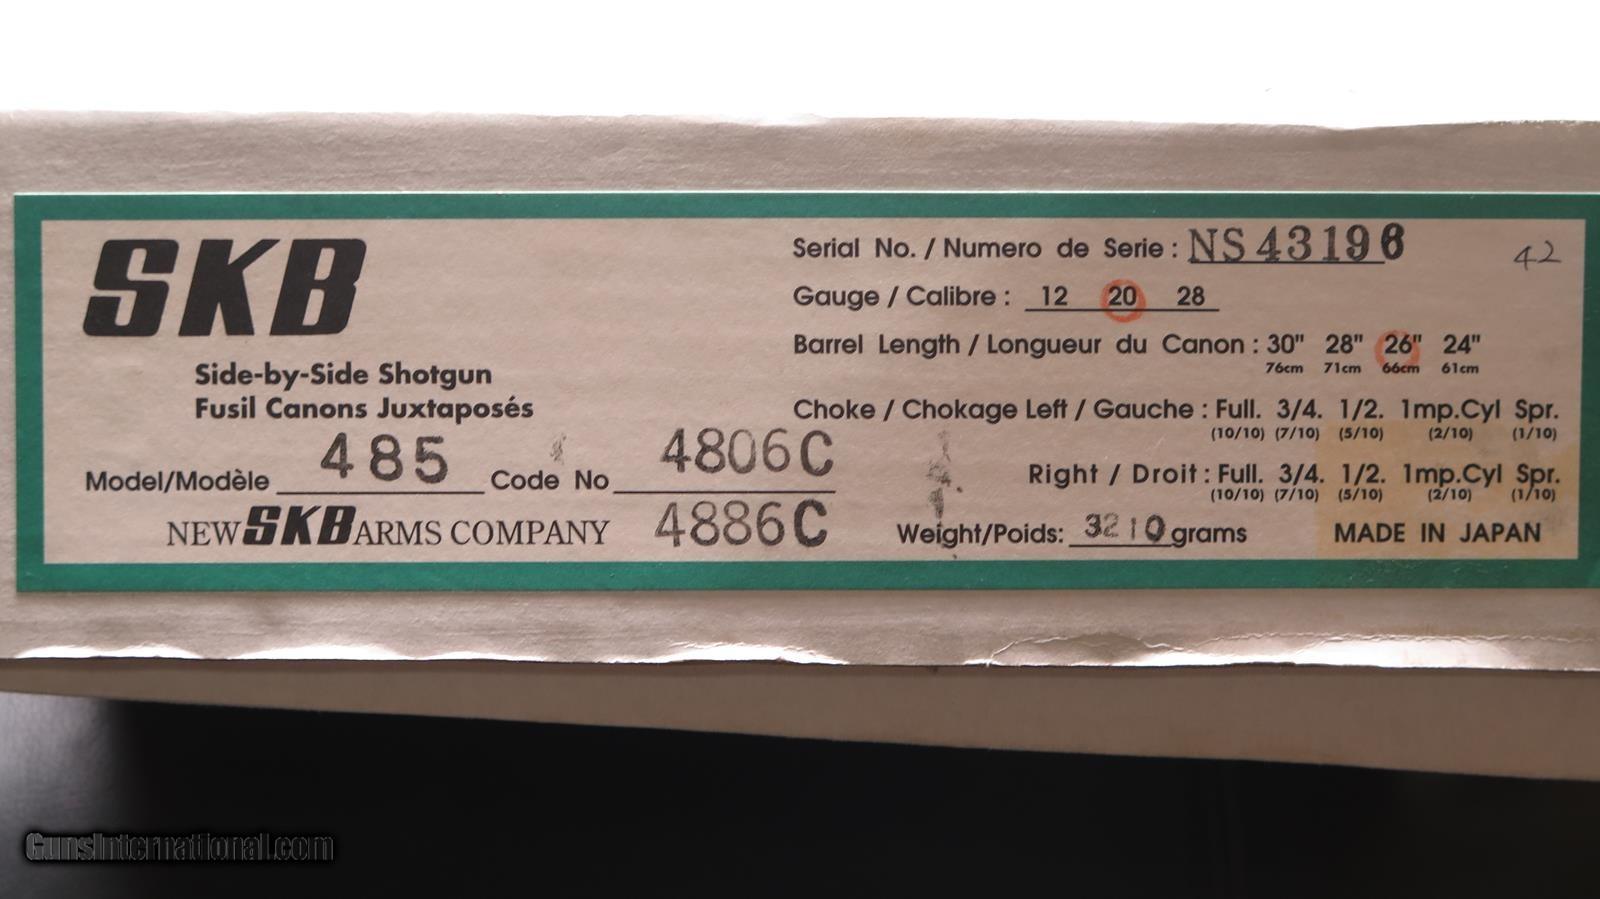 SKB
Side-by-Side Shotgun
Fusil Canons Juxtaposés
Model/Modèle 485 Code No 4806C
NEW SKB ARMS COMPANY 4886C
Serial No. / Numero de Serie : NS43196
42
Gauge / Calibre : 12 20 28
Barrel Length / Longueur du Canon : 30" 28" 26" 24"
76cm 71cm 66cm 61cm
Choke / Chokage Left / Gauche : Full. 3/4. 1/2. 1mp.Cyl Spr.
(10/10) (7/10) (5/10) (2/10) (1/10)
Right / Droit : Full. 3/4. 1/2. 1mp.Cyl Spr.
(10/10) (7/10) (5/10) (2/10) (1/10)
Weight/Poids: 3210 grams MADE IN JAPAN
GunsInternational.com